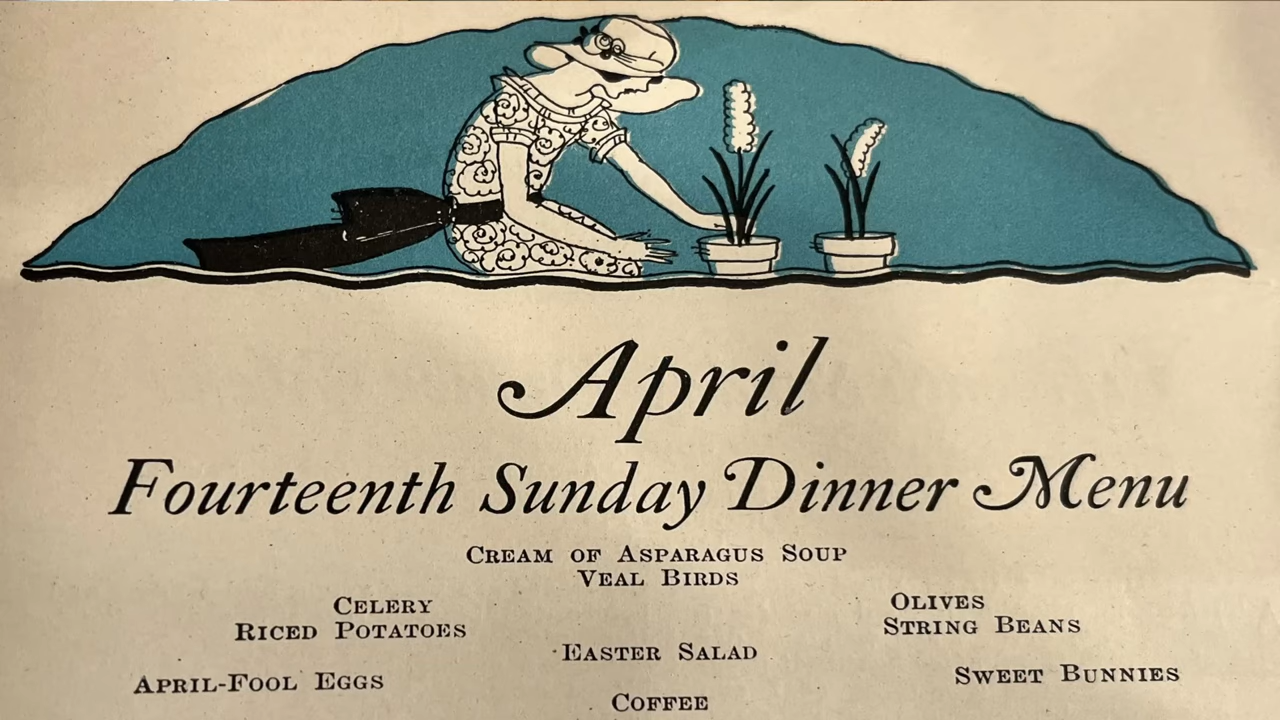 April
Fourteenth Sunday Dinner Menu
Cream of Asparagus Soup
Veal Birds
Celery Olives
Riced Potatoes String Beans
Easter Salad
April-Fool Eggs Sweet Bunnies
Coffee